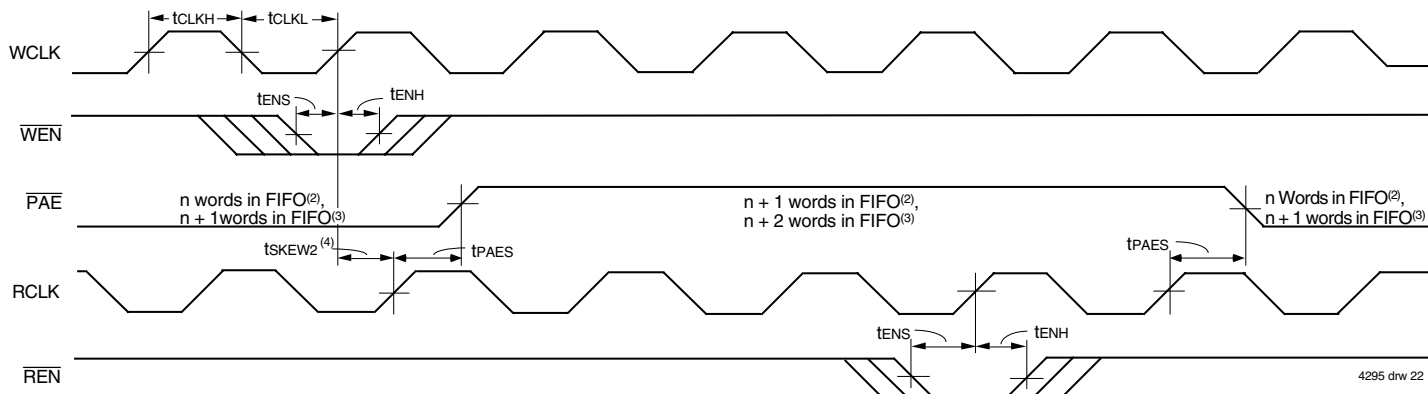 tCLKH
tCLKL
WCLK
tENS
tENH
WEN
PAE
n words in FIFO(2),
n + 1words in FIFO(3)
n + 1 words in FIFO(2),
n + 2 words in FIFO(3)
n Words in FIFO(2),
n + 1 words in FIFO(3)
tSKEW2 (4)
tPAES
tPAES
RCLK
tENS
tENH
REN
4295 drw 22